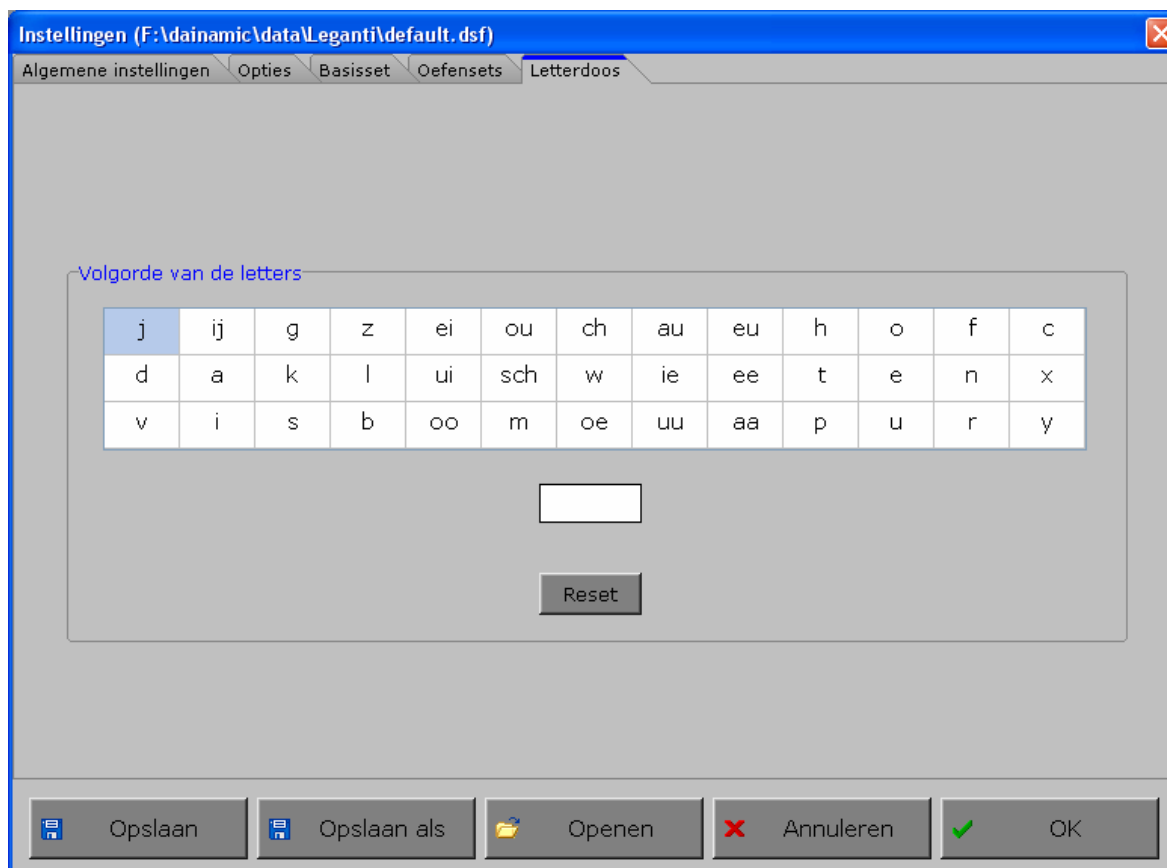 Instellingen (F:\dainamic\data\Leganti\default.dsf)
Algemene instellingen Opties Basisset Oefensets Letterdoos
Volgorde van de letters
j ij g z ei ou ch au eu h o f c
d a k l ui sch w ie ee t e n x
v i s b oo m oe uu aa p u r y
Reset
Opslaan Opslaan als Openen Annuleren OK